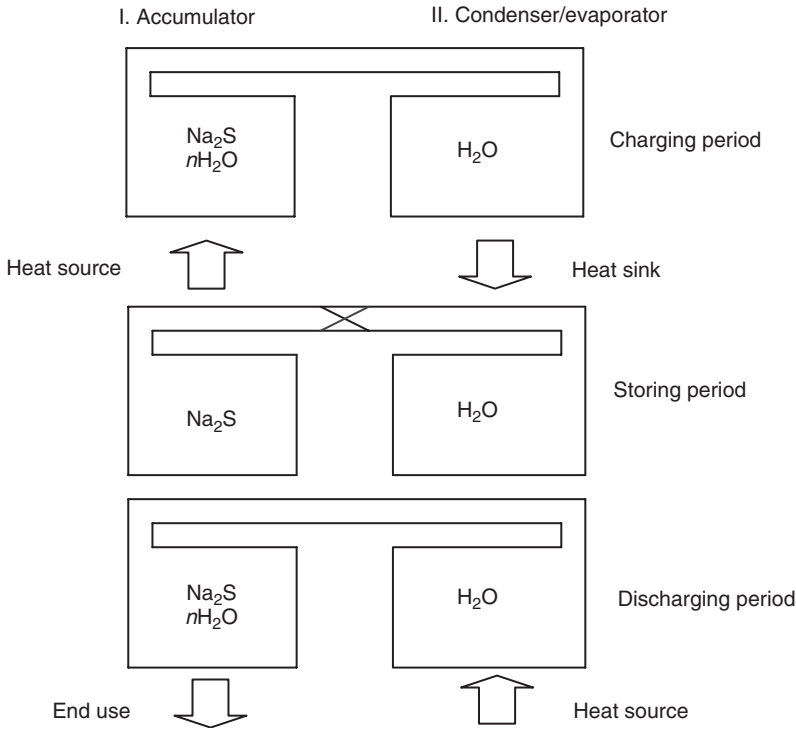 I. Accumulator
II. Condenser/evaporator
Na₂S
nH₂O
H₂O
Charging period
Heat source
Heat sink
Na₂S
H₂O
Storing period
Na₂S
nH₂O
H₂O
Discharging period
End use
Heat source